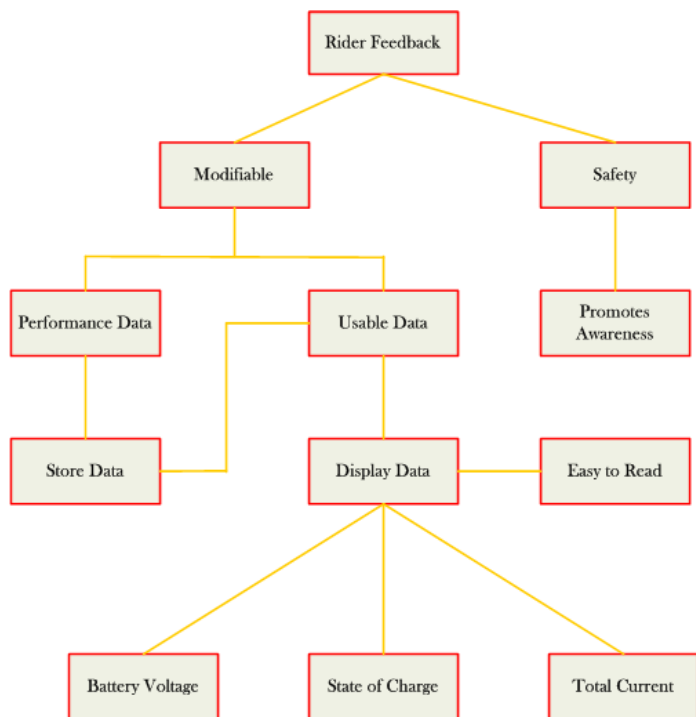 Rider Feedback
Modifiable
Safety
Performance Data
Usable Data
Promotes
Awareness
Store Data
Display Data
Easy to Read
Battery Voltage
State of Charge
Total Current